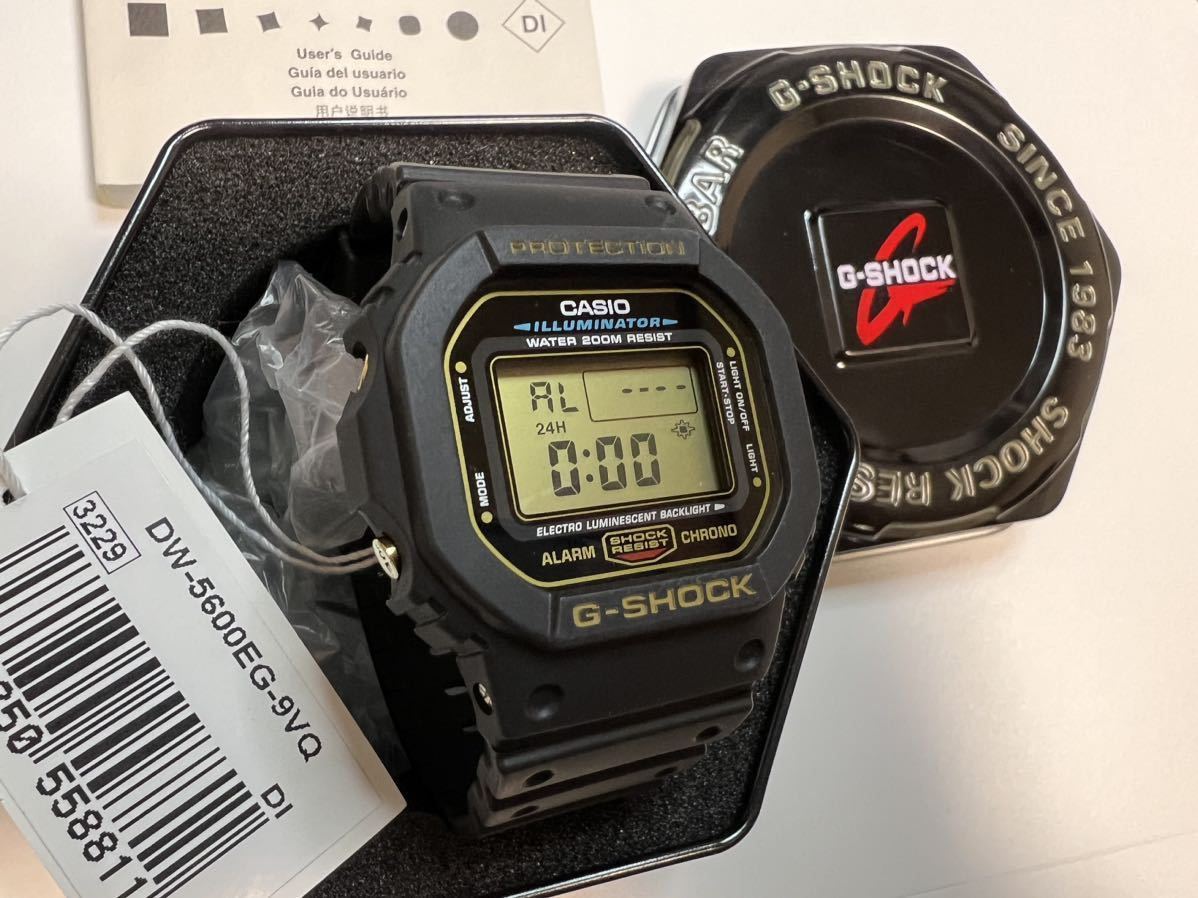 DI
User's Guide
Guía del usuario
Guia do Usuário
用户说明书
G-SHOCK
SINCE 1983
SHOCK RES
BAR
G-SHOCK
PROTECTION
CASIO
ILLUMINATOR
WATER 200M RESIST
ADJUST
LIGHT ON/OFF
START·STOP
AL ----
24H
0:00
MODE
LIGHT
ELECTRO LUMINESCENT BACKLIGHT
ALARM
SHOCK
RESIST
CHRONO
G-SHOCK
3229
DW-5600EG-9VQ
DI
55881